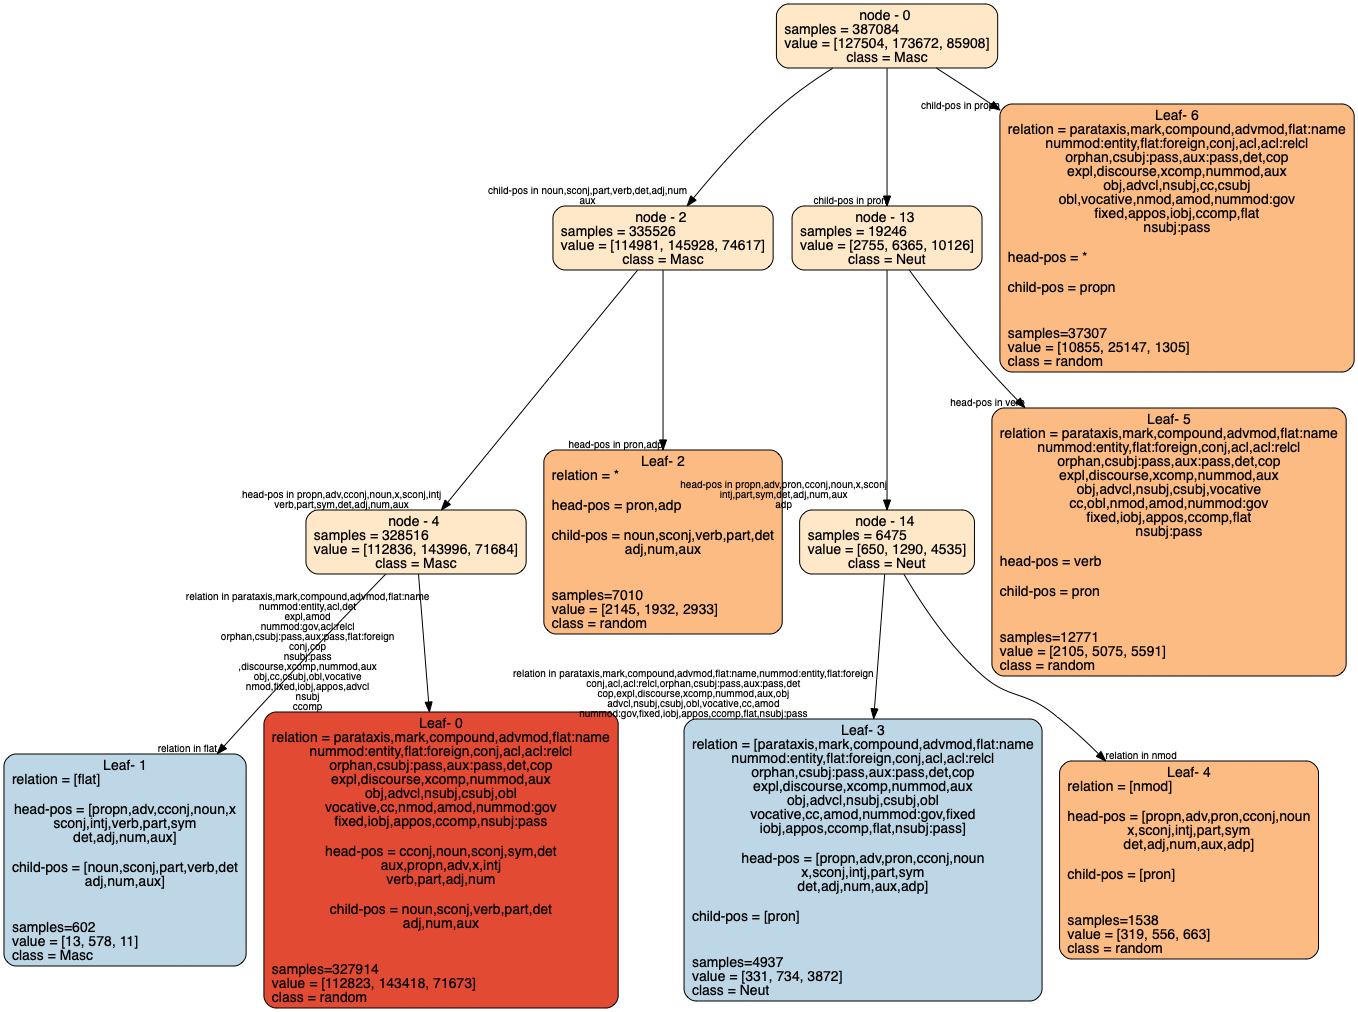 node - 0
samples = 387084
value = [127504, 173672, 85908]
class = Masc
child-pos in propn
Leaf- 6
relation = parataxis,mark,compound,advmod,flat:name
nummod:entity,flat:foreign,conj,acl,acl:relcl
orphan,csubj:pass,aux:pass,det,cop
expl,discourse,xcomp,nummod,aux
obj,advcl,nsubj,cc,csubj
obl,vocative,nmod,amod,nummod:gov
fixed,appos,iobj,ccomp,flat
nsubj:pass
head-pos = *
child-pos = propn
samples=37307
value = [10855, 25147, 1305]
class = random
child-pos in noun,sconj,part,verb,det,adj,num
aux
node - 2
samples = 335526
value = [114981, 145928, 74617]
class = Masc
child-pos in pron
node - 13
samples = 19246
value = [2755, 6365, 10126]
class = Neut
head-pos in verb
Leaf- 5
relation = parataxis,mark,compound,advmod,flat:name
nummod:entity,flat:foreign,conj,acl,acl:relcl
orphan,csubj:pass,aux:pass,det,cop
expl,discourse,xcomp,nummod,aux
obj,advcl,nsubj,csubj,vocative
cc,obl,nmod,amod,nummod:gov
fixed,iobj,appos,ccomp,flat
nsubj:pass
head-pos = verb
child-pos = pron
samples=12771
value = [2105, 5075, 5591]
class = random
head-pos in pron,adp
Leaf- 2
relation = *
head-pos = pron,adp
child-pos = noun,sconj,verb,part,det
adj,num,aux
samples=7010
value = [2145, 1932, 2933]
class = random
head-pos in propn,adv,cconj,noun,x,sconj,intj
verb,part,sym,det,adj,num,aux
node - 4
samples = 328516
value = [112836, 143996, 71684]
class = Masc
head-pos in propn,adv,pron,cconj,noun,x,sconj
intj,part,sym,det,adj,num,aux
adp
node - 14
samples = 6475
value = [650, 1290, 4535]
class = Neut
relation in parataxis,mark,compound,advmod,flat:name
nummod:entity,acl,det
expl,amod
nummod:gov,acl:relcl
orphan,csubj:pass,aux:pass,flat:foreign
conj,cop
nsubj:pass
,discourse,xcomp,nummod,aux
obj,cc,csubj,obl,vocative
nmod,fixed,iobj,appos,advcl
nsubj
ccomp
relation in flat
Leaf- 1
relation = [flat]
head-pos = [propn,adv,cconj,noun,x
sconj,intj,verb,part,sym
det,adj,num,aux]
child-pos = [noun,sconj,part,verb,det
adj,num,aux]
samples=602
value = [13, 578, 11]
class = Masc
Leaf- 0
relation = parataxis,mark,compound,advmod,flat:name
nummod:entity,flat:foreign,conj,acl,acl:relcl
orphan,csubj:pass,aux:pass,det,cop
expl,discourse,xcomp,nummod,aux
obj,advcl,nsubj,csubj,obl
vocative,cc,nmod,amod,nummod:gov
fixed,iobj,appos,ccomp,nsubj:pass
head-pos = cconj,noun,sconj,sym,det
aux,propn,adv,x,intj
verb,part,adj,num
child-pos = noun,sconj,verb,part,det
adj,num,aux
samples=327914
value = [112823, 143418, 71673]
class = random
relation in parataxis,mark,compound,advmod,flat:name,nummod:entity,flat:foreign
conj,acl,acl:relcl,orphan,csubj:pass,aux:pass,det
cop,expl,discourse,xcomp,nummod,aux,obj
advcl,nsubj,csubj,obl,vocative,cc,amod
nummod:gov,fixed,iobj,appos,ccomp,flat,nsubj:pass
Leaf- 3
relation = [parataxis,mark,compound,advmod,flat:name
nummod:entity,flat:foreign,conj,acl,acl:relcl
orphan,csubj:pass,aux:pass,det,cop
expl,discourse,xcomp,nummod,aux
obj,advcl,nsubj,csubj,obl
vocative,cc,amod,nummod:gov,fixed
iobj,appos,ccomp,flat,nsubj:pass]
head-pos = [propn,adv,pron,cconj,noun
x,sconj,intj,part,sym
det,adj,num,aux,adp]
child-pos = [pron]
samples=4937
value = [331, 734, 3872]
class = Neut
relation in nmod
Leaf- 4
relation = [nmod]
head-pos = [propn,adv,pron,cconj,noun
x,sconj,intj,part,sym
det,adj,num,aux,adp]
child-pos = [pron]
samples=1538
value = [319, 556, 663]
class = random